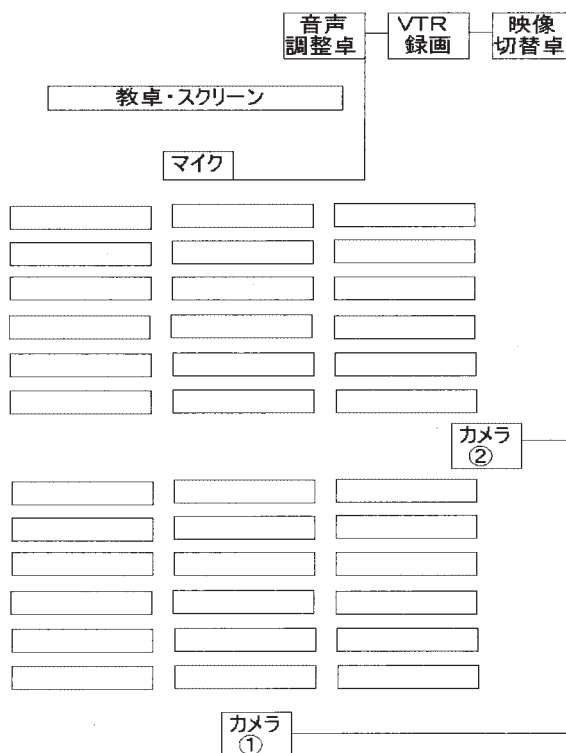 音声
調整卓
VTR
録画
映像
切替卓
教卓・スクリーン
マイク
カメラ
②
カメラ
①